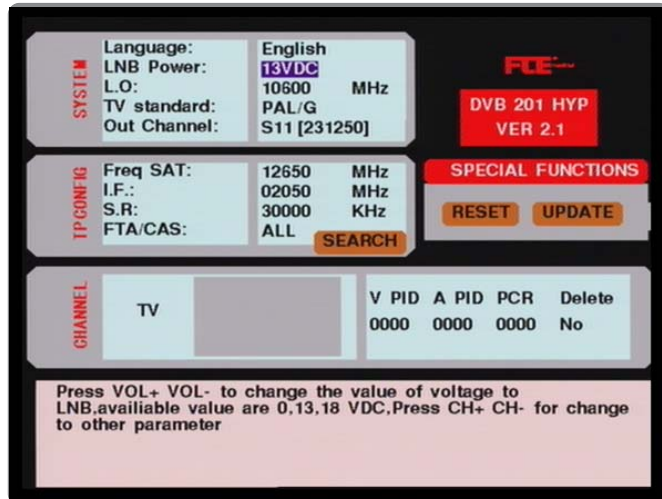 SYSTEM
Language: English
LNB Power: 13VDC
L.O: 10600 MHz
TV standard: PAL/G
Out Channel: S11 [231250]
FCE
DVB 201 HYP
VER 2.1
TP CONFIG
Freq SAT: 12650 MHz
I.F.: 02050 MHz
S.R: 30000 KHz
FTA/CAS: ALL
SEARCH
SPECIAL FUNCTIONS
RESET UPDATE
CHANNEL
TV
V PID A PID PCR Delete
0000 0000 0000 No
Press VOL+ VOL- to change the value of voltage to
LNB,availiable value are 0,13,18 VDC,Press CH+ CH- for change
to other parameter